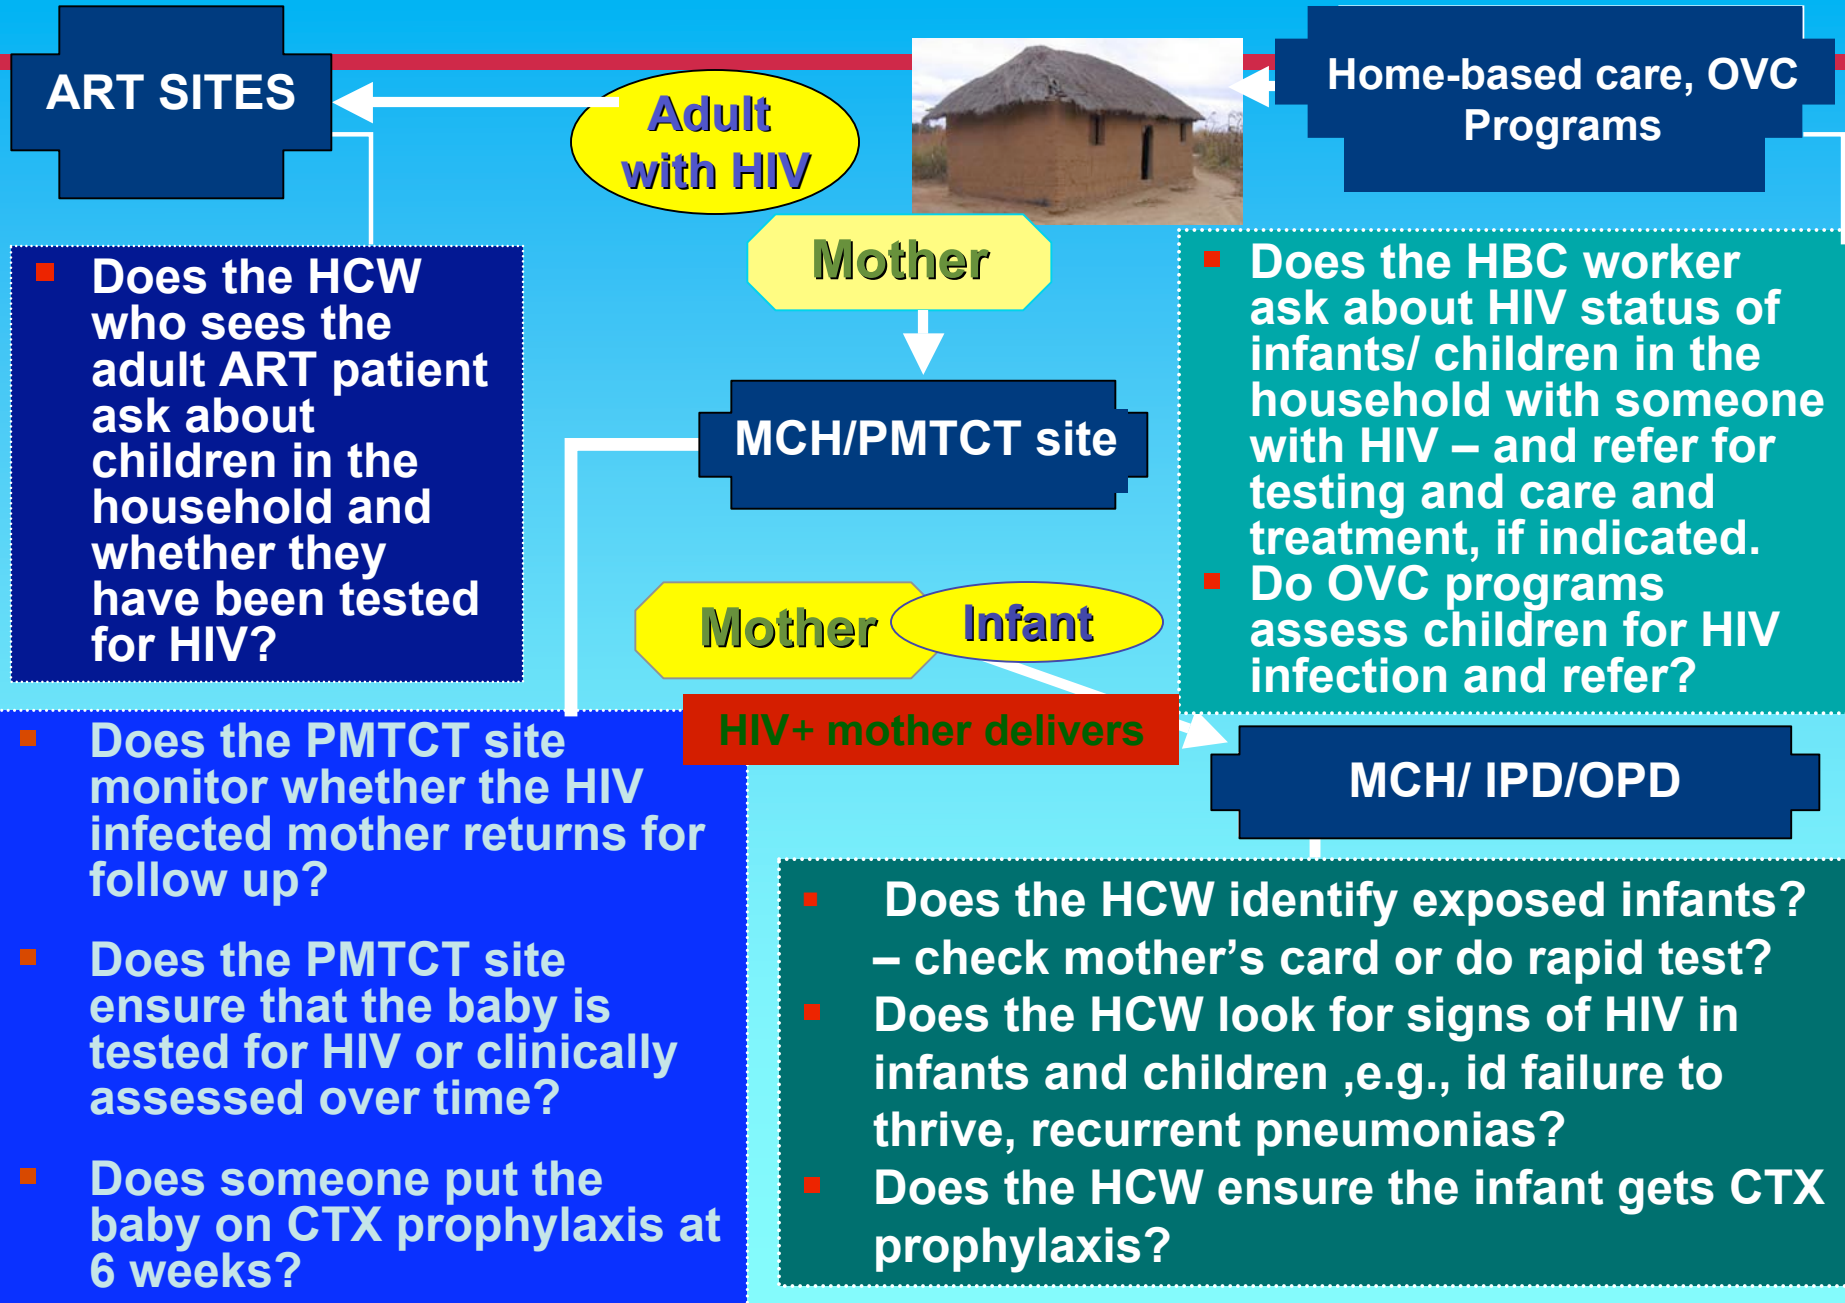 ART SITES
Adult
with HIV
Home-based care, OVC
Programs
Mother
■ Does the HCW
who sees the
adult ART patient
ask about
children in the
household and
whether they
have been tested
for HIV?
MCH/PMTCT site
■ Does the HBC worker
ask about HIV status of
infants/ children in the
household with someone
with HIV – and refer for
testing and care and
treatment, if indicated.
■ Do OVC programs
assess children for HIV
infection and refer?
Mother
Infant
HIV+ mother delivers
MCH/ IPD/OPD
■ Does the PMTCT site
monitor whether the HIV
infected mother returns for
follow up?
■ Does the PMTCT site
ensure that the baby is
tested for HIV or clinically
assessed over time?
■ Does someone put the
baby on CTX prophylaxis at
6 weeks?
■ Does the HCW identify exposed infants?
– check mother’s card or do rapid test?
■ Does the HCW look for signs of HIV in
infants and children ,e.g., id failure to
thrive, recurrent pneumonias?
■ Does the HCW ensure the infant gets CTX
prophylaxis?